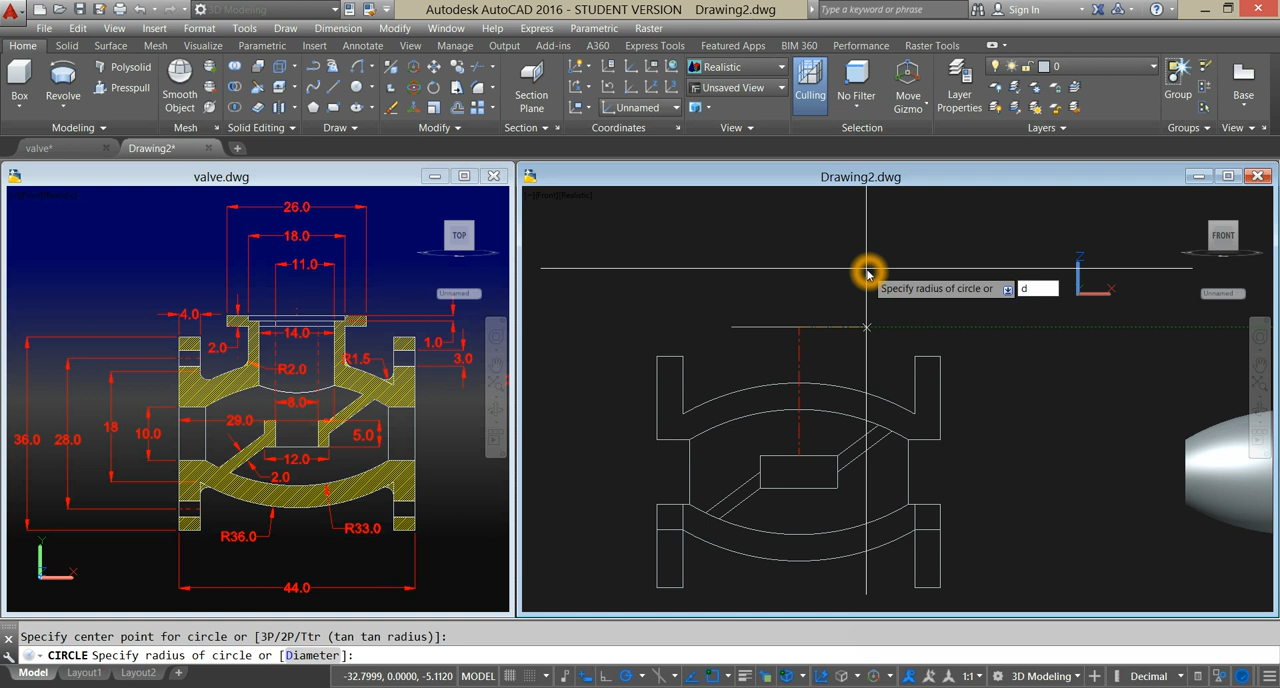 Autodesk AutoCAD 2016 - STUDENT VERSION Drawing2.dwg
3D Modeling
Type a keyword or phrase
Sign In
File Edit View Insert Format Tools Draw Dimension Modify Window Help Express Parametric Raster
Home Solid Surface Mesh Visualize Parametric Insert Annotate View Manage Output Add-ins A360 Express Tools Featured Apps BIM 360 Performance Raster Tools
Box
Revolve
Polysolid
Presspull
Smooth Object
Section Plane
Unnamed
Realistic
Unsaved View
Culling
No Filter
Move Gizmo
Layer Properties
0
Group
Base
Modeling
Mesh
Solid Editing
Draw
Modify
Section
Coordinates
View
Selection
Layers
Groups
View
valve*
Drawing2*
valve.dwg
Drawing2.dwg
[-][Front][Realistic]
TOP
Unnamed
26.0
18.0
11.0
4.0
14.0
2.0
1.0
3.0
R1.5
R2.0
8.0
29.0
18
36.0
28.0
10.0
5.0
12.0
2.0
R36.0
R33.0
44.0
Y
X
FRONT
Unnamed
Z
X
Specify radius of circle or
d
Specify center point for circle or [3P/2P/Ttr (tan tan radius)]:
CIRCLE Specify radius of circle or [Diameter]:
Model Layout1 Layout2
-32.7999, 0.0000, -5.1120 MODEL
1:1
3D Modeling
Decimal